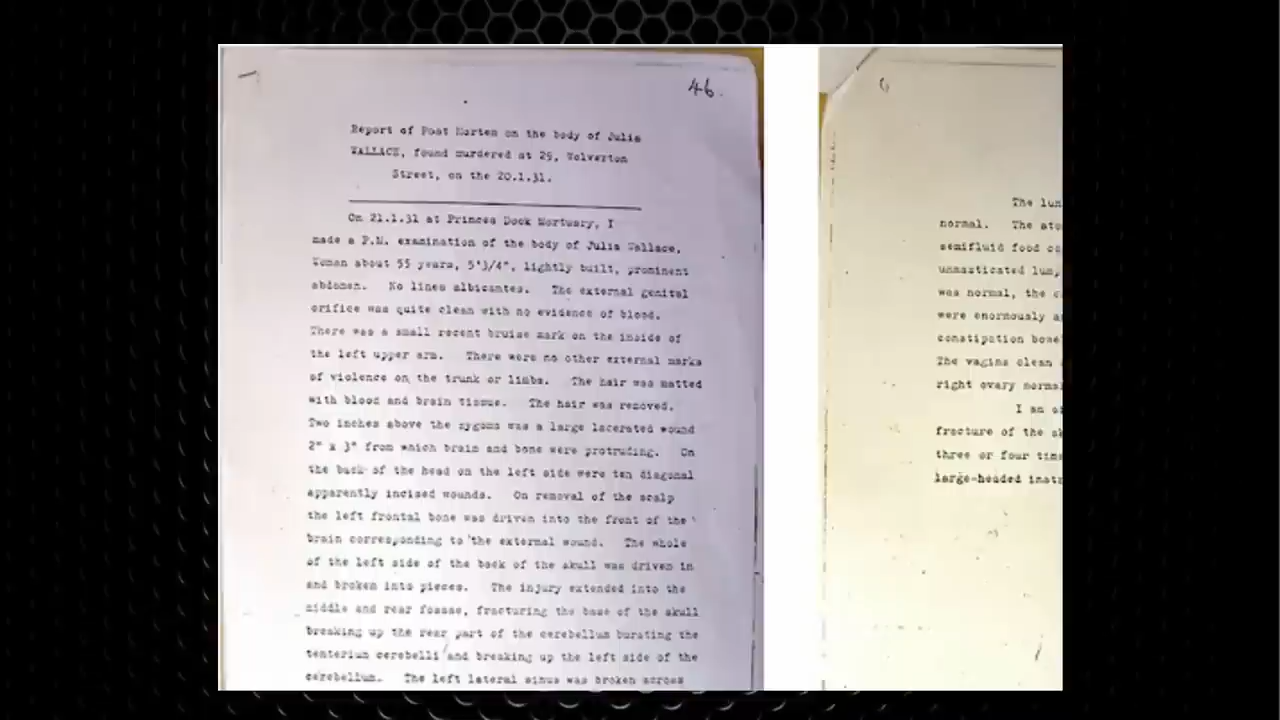 46.
Report of Post Mortem on the body of Julia
WALLACE, found murdered at 29, Wolverton
Street, on the 20.1.31.
On 21.1.31 at Princes Dock Mortuary, I
made a P.M. examination of the body of Julia Wallace.
Woman about 55 years, 5'3/4", lightly built, prominent
abdomen. No linea albicantes. The external genital
orifice was quite clean with no evidence of blood.
There was a small recent bruise mark on the inside of
the left upper arm. There were no other external marks
of violence on the trunk or limbs. The hair was matted
with blood and brain tissue. The hair was removed.
Two inches above the zygoma was a large lacerated wound
2" x 3" from which brain and bone were protruding. On
the back of the head on the left side were ten diagonal
apparently incised wounds. On removal of the scalp
the left frontal bone was driven into the front of the
brain corresponding to the external wound. The whole
of the left side of the back of the skull was driven in
and broken into pieces. The injury extended into the
middle and rear fossae, fracturing the base of the skull
breaking up the rear part of the cerebellum bursting the
tenterium cerebelli and breaking up the left side of the
cerebellum. The left lateral sinus was broken across
The lun
normal. The sto
semifluid food co
unmasticated lum
was normal, the
were enormously
constipation bowe
The vagina clean
right ovary norma
I am
fracture of the sk
three or four tim
large-headed inst